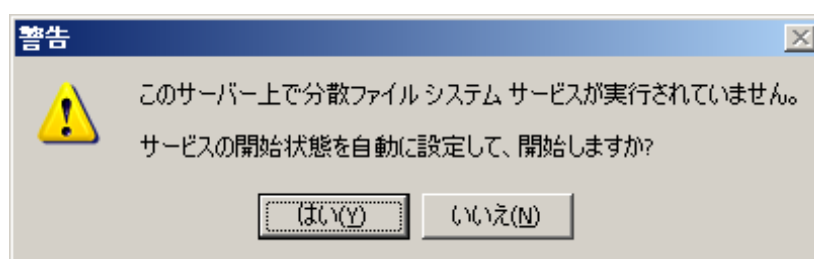 警告
このサーバー上で分散ファイル システム サービスが実行されていません。
サービスの開始状態を自動に設定して、開始しますか?
はい(Y) いいえ(N)